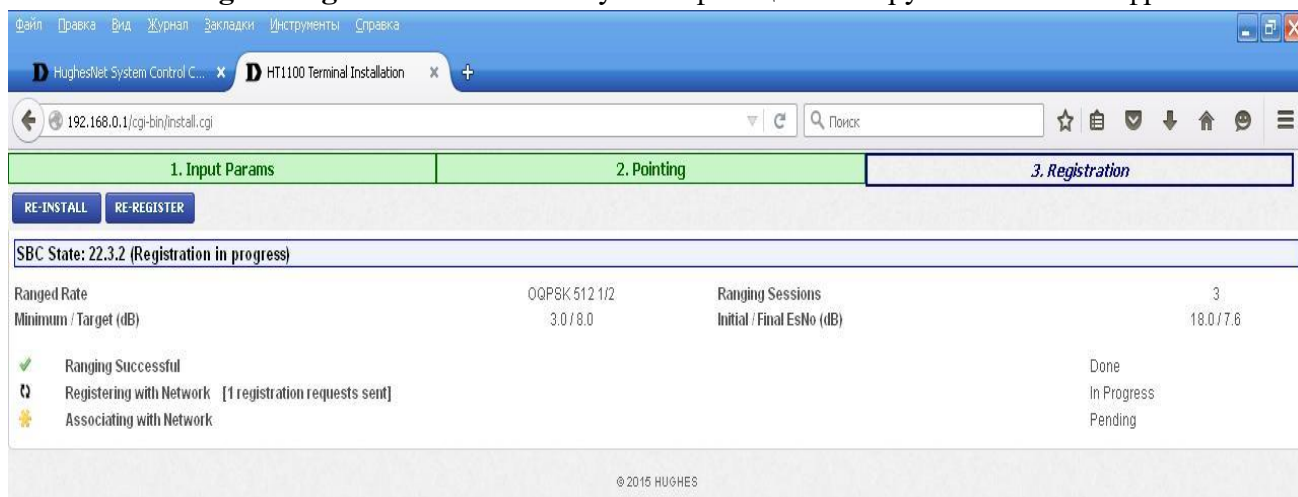 Файл Правка Вид Журнал Закладки Инструменты Справка
HughesNet System Control C... HT1100 Terminal Installation
192.168.0.1/cgi-bin/install.cgi Поиск
1. Input Params 2. Pointing 3. Registration
RE-INSTALL RE-REGISTER
SBC State: 22.3.2 (Registration in progress)
Ranged Rate OQPSK 512 1/2 Ranging Sessions 3
Minimum / Target (dB) 3.0 / 8.0 Initial / Final EsNo (dB) 18.0 / 7.6
Ranging Successful Done
Registering with Network [1 registration requests sent] In Progress
Associating with Network Pending
© 2015 HUGHES